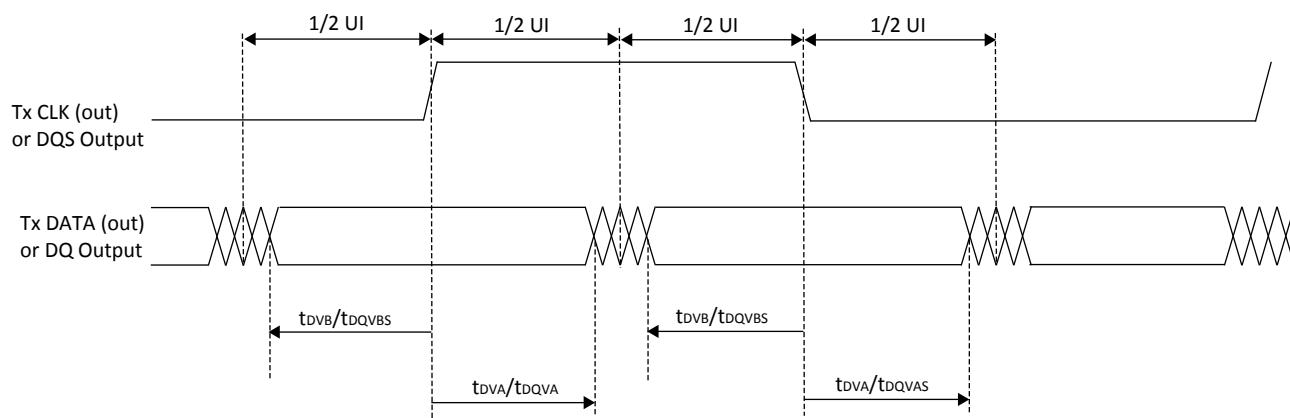 1/2 UI
1/2 UI
1/2 UI
1/2 UI
Tx CLK (out)
or DQS Output
Tx DATA (out)
or DQ Output
tDVB/tDQVBS
tDVB/tDQVBS
tDVA/tDQVA
tDVA/tDQVAS